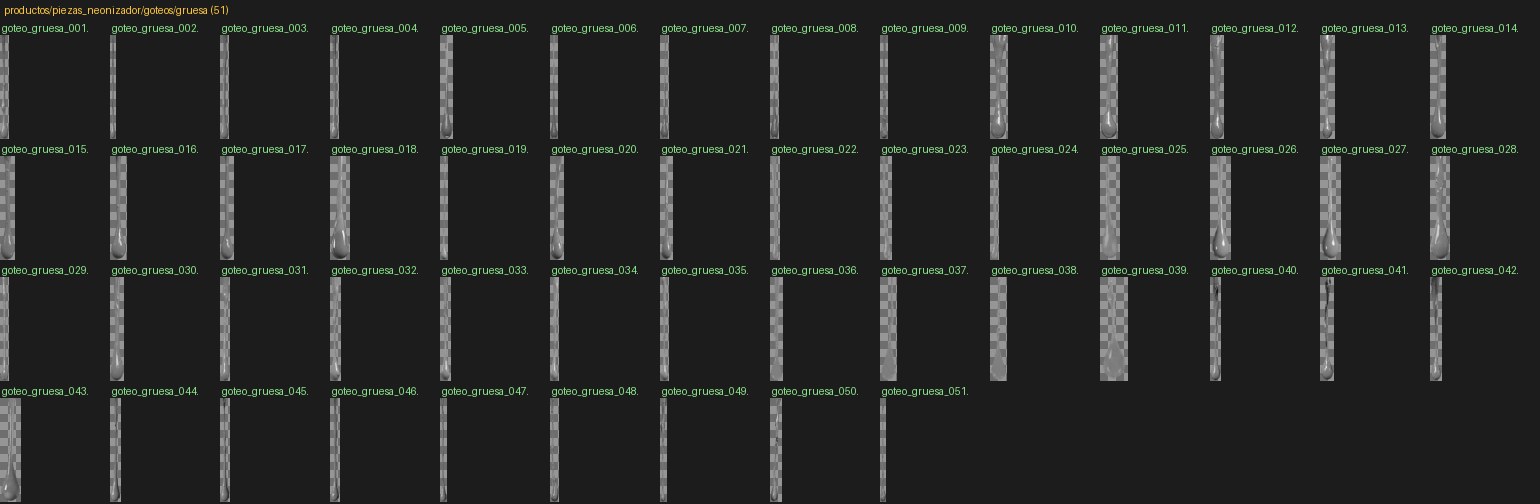 productos/piezas_neonizador/goteos/gruesa (51)
goteo_gruesa_001. goteo_gruesa_002. goteo_gruesa_003. goteo_gruesa_004. goteo_gruesa_005. goteo_gruesa_006. goteo_gruesa_007. goteo_gruesa_008. goteo_gruesa_009. goteo_gruesa_010. goteo_gruesa_011. goteo_gruesa_012. goteo_gruesa_013. goteo_gruesa_014.
goteo_gruesa_015. goteo_gruesa_016. goteo_gruesa_017. goteo_gruesa_018. goteo_gruesa_019. goteo_gruesa_020. goteo_gruesa_021. goteo_gruesa_022. goteo_gruesa_023. goteo_gruesa_024. goteo_gruesa_025. goteo_gruesa_026. goteo_gruesa_027. goteo_gruesa_028.
goteo_gruesa_029. goteo_gruesa_030. goteo_gruesa_031. goteo_gruesa_032. goteo_gruesa_033. goteo_gruesa_034. goteo_gruesa_035. goteo_gruesa_036. goteo_gruesa_037. goteo_gruesa_038. goteo_gruesa_039. goteo_gruesa_040. goteo_gruesa_041. goteo_gruesa_042.
goteo_gruesa_043. goteo_gruesa_044. goteo_gruesa_045. goteo_gruesa_046. goteo_gruesa_047. goteo_gruesa_048. goteo_gruesa_049. goteo_gruesa_050. goteo_gruesa_051.